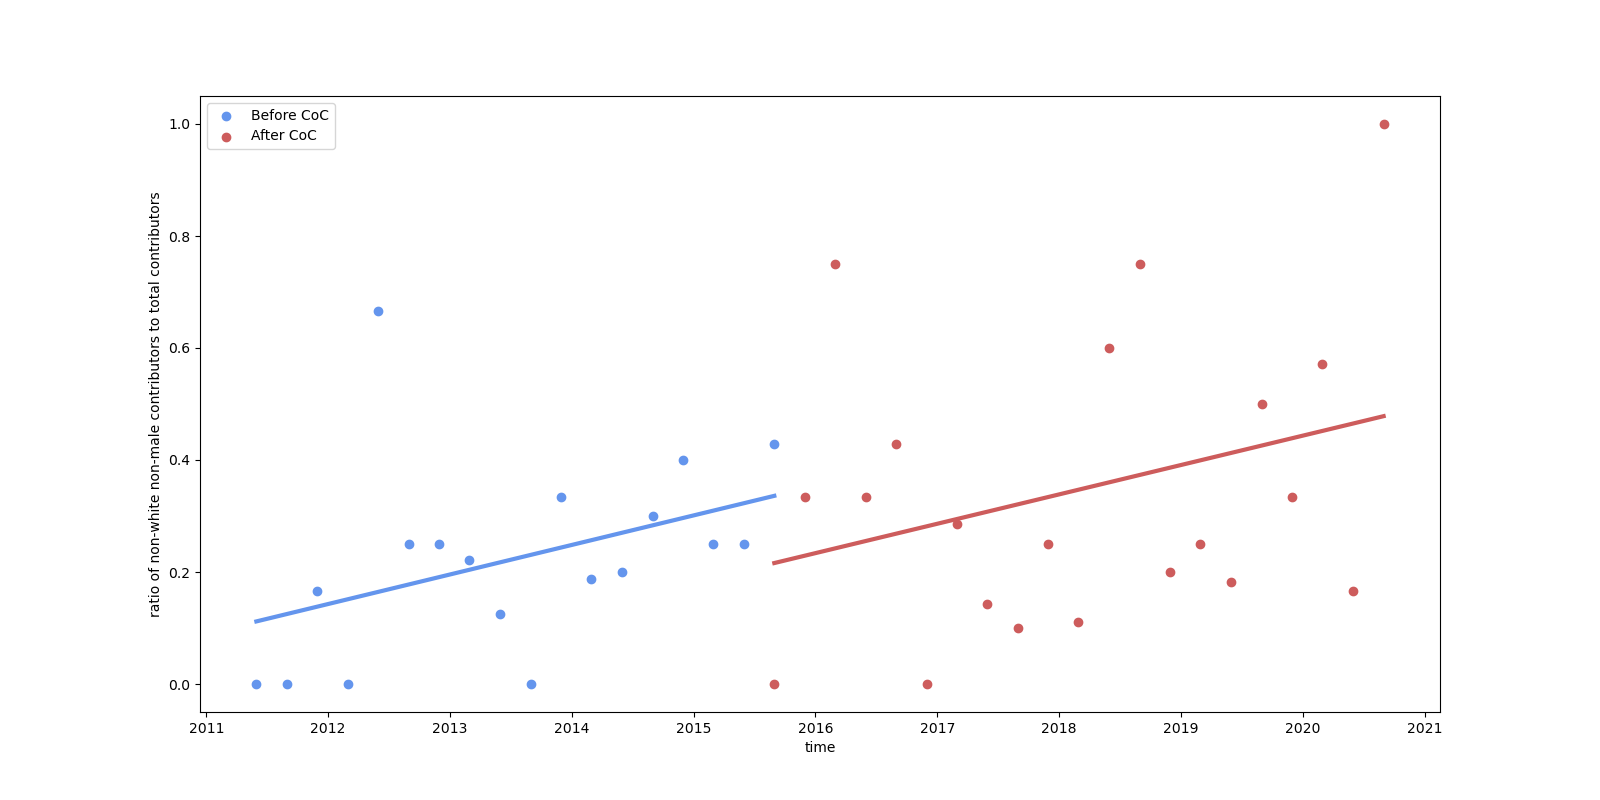 Before CoC
After CoC
ratio of non-white non-male contributors to total contributors
1.0
0.8
0.6
0.4
0.2
0.0
2011 2012 2013 2014 2015 2016 2017 2018 2019 2020 2021
time